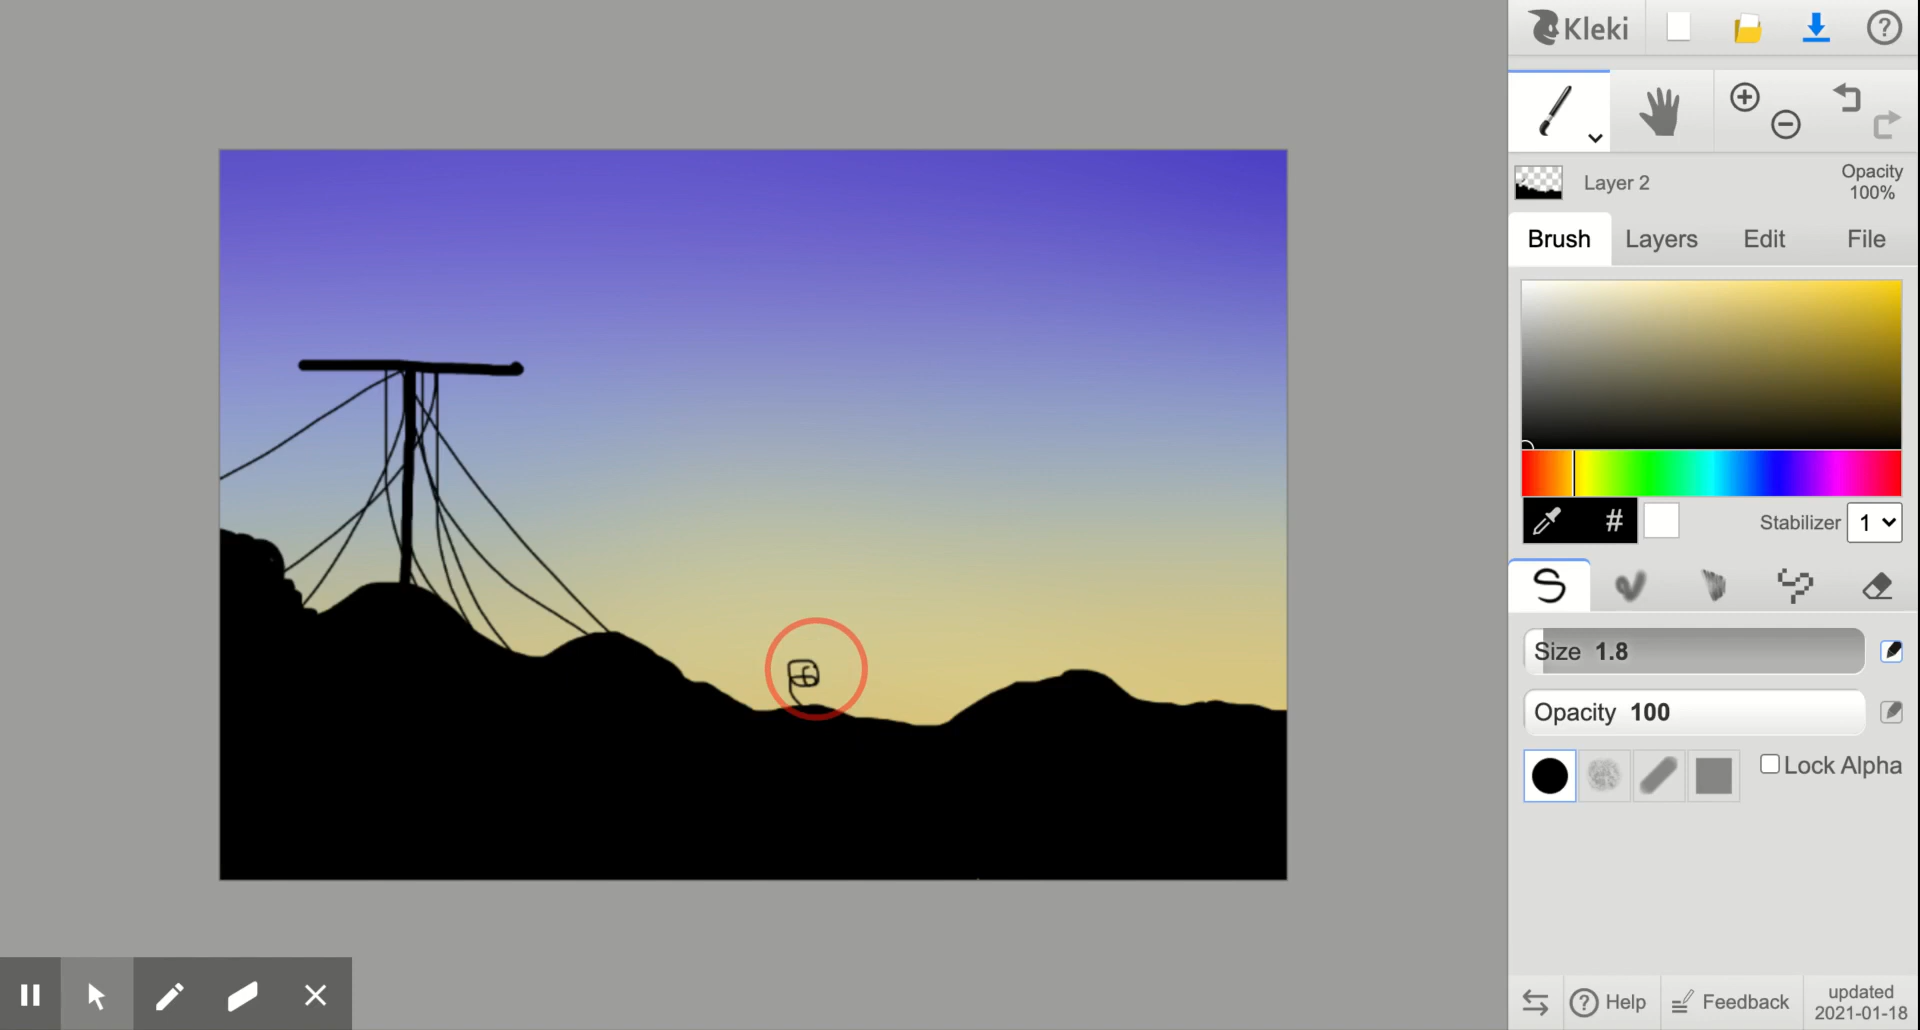 Kleki
Layer 2
Opacity
100%
Brush Layers Edit File
#
Stabilizer 1
Size 1.8
Opacity 100
Lock Alpha
Help
Feedback
updated
2021-01-18